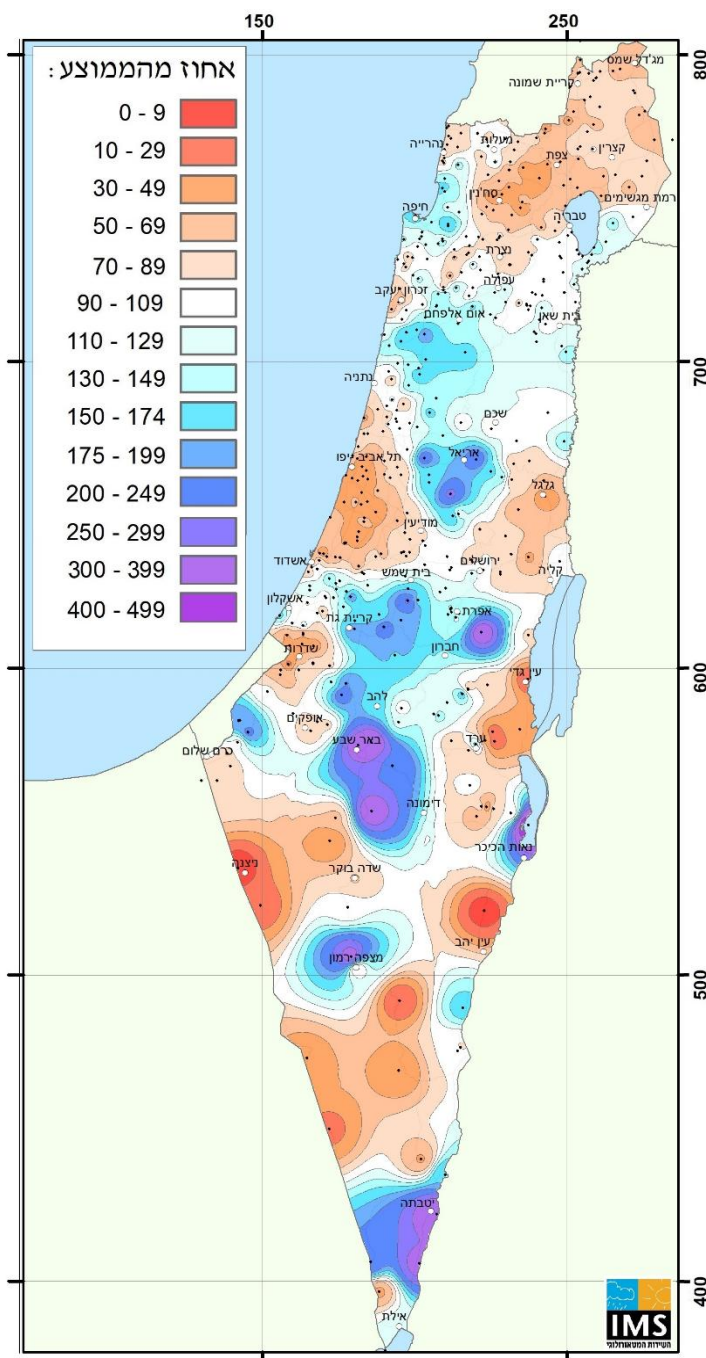 150
250
800
700
600
500
400
אחוז מהממוצע:
0 - 9
10 - 29
30 - 49
50 - 69
70 - 89
90 - 109
110 - 129
130 - 149
150 - 174
175 - 199
200 - 249
250 - 299
300 - 399
400 - 499
מג'דל שמס
קריית שמונה
נהרייה
מעלות
קצרין
צפת
סח'נין
רמת מגשימים
חיפה
טבריה
נצרת
עפולה
זכרון יעקב
אום אלפחם
בית שאן
נתניה
שכם
תל אביב יפו
אריאל
גלגל
מודיעין
אשדוד
ירושלים
בית שמש
קליה
אשקלון
קריית גת
אפרת
שדרות
חברון
עין גדי
להב
אופקים
באר שבע
ערד
כרם שלום
דימונה
נאות הכיכר
ניצנה
שדה בוקר
עין יהב
מצפה רמון
יטבתה
אילת
IMS
השירות המטאורולוגי